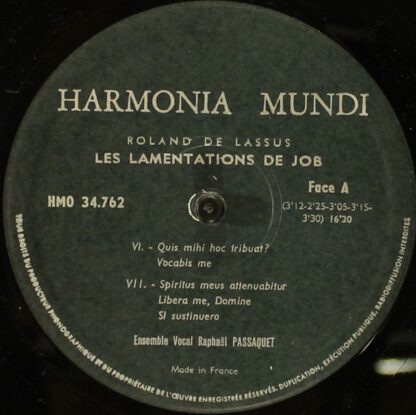 HARMONIA MUNDI
ROLAND DE LASSUS
LES LAMENTATIONS DE JOB
HMO 34.762
Face A
(3'12-2'25-3'05-3'15-
3'30) 16'20
VI. - Quis mihi hoc tribuat?
Vocabis me
VII. - Spiritus meus attenuabitur
Libera me, Domine
SI sustinuero
Ensemble Vocal Raphaël PASSAQUET
Made in France
TOUS DROITS DU PRODUCTEUR PHONOGRAPHIQUE ET DU PROPRIÉTAIRE DE L'ŒUVRE ENREGISTRÉE RÉSERVÉS. DUPLICATION, EXÉCUTION PUBLIQUE, RADIODIFFUSION INTERDITES